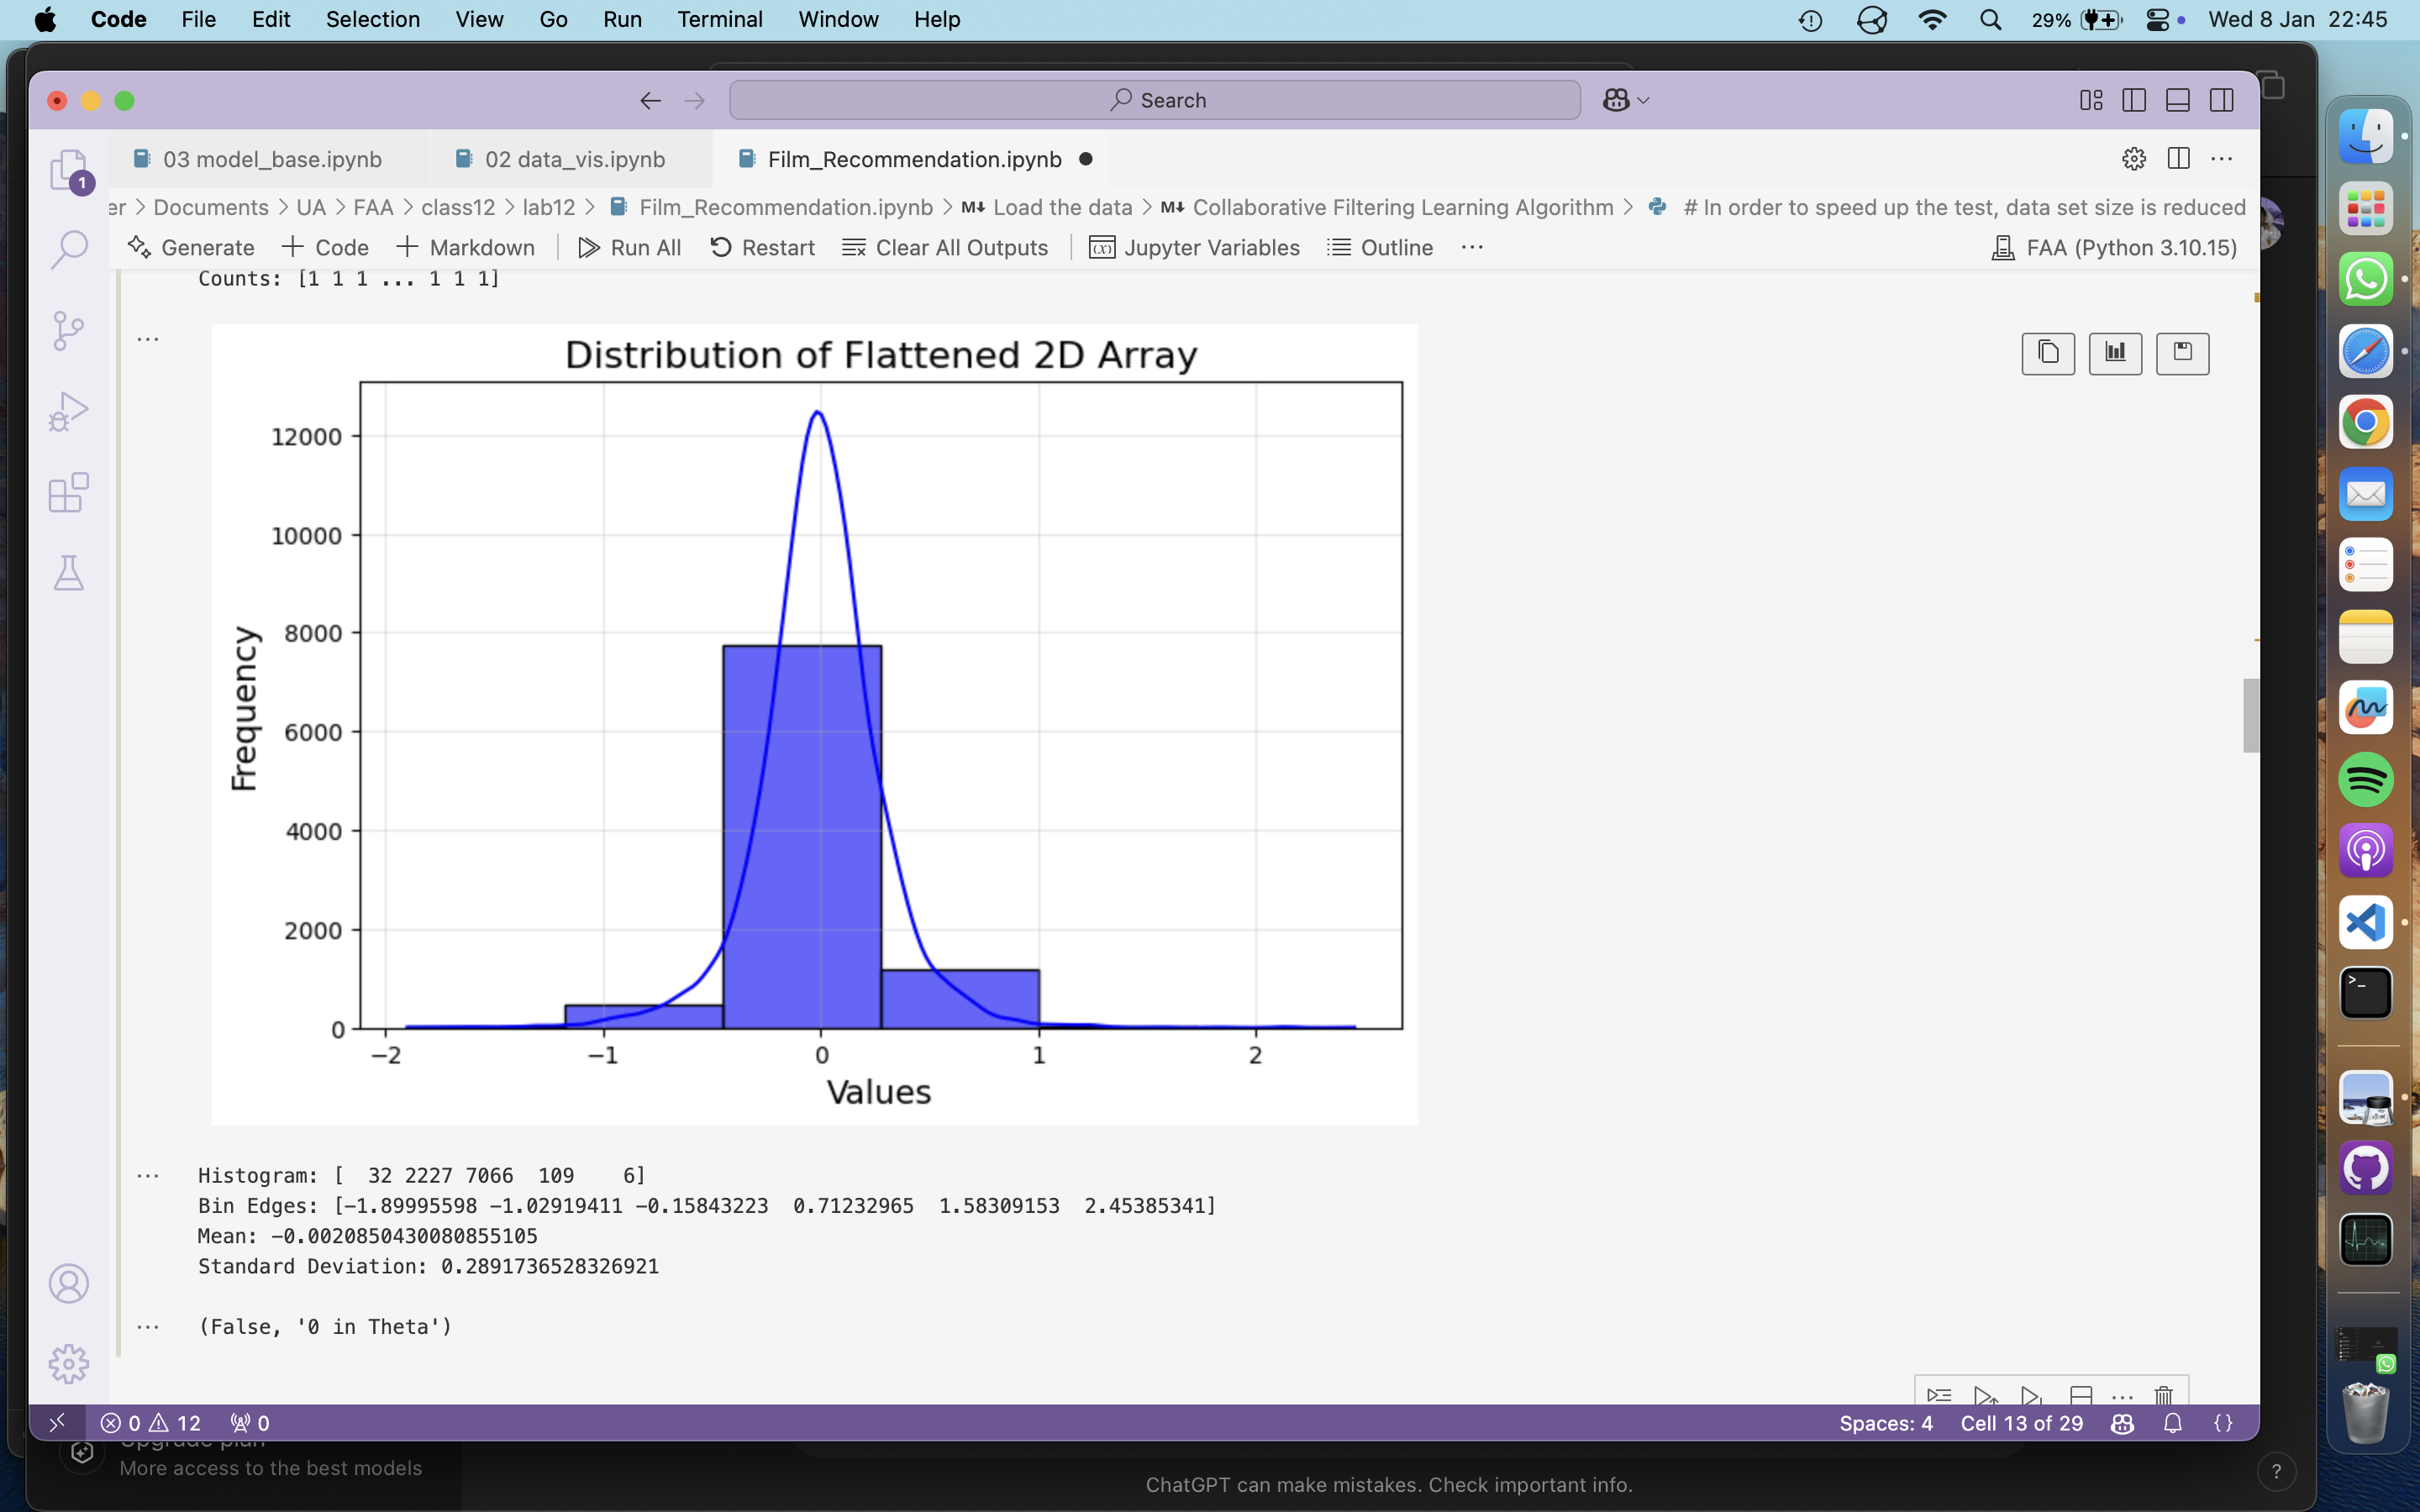 Code File Edit Selection View Go Run Terminal Window Help 29% Wed 8 Jan 22:45
Search
1
03 model_base.ipynb 02 data_vis.ipynb Film_Recommendation.ipynb
er > Documents > UA > FAA > class12 > lab12 > Film_Recommendation.ipynb > M↓ Load the data > M↓ Collaborative Filtering Learning Algorithm > # In order to speed up the test, data set size is reduced
Generate + Code + Markdown Run All Restart Clear All Outputs Jupyter Variables Outline ... FAA (Python 3.10.15)
Counts: [1 1 1 ... 1 1 1]
Distribution of Flattened 2D Array
12000
10000
8000
6000
4000
2000
0
Frequency
−2 −1 0 1 2
Values
Histogram: [ 32 2227 7066 109 6]
Bin Edges: [-1.89995598 -1.02919411 -0.15843223 0.71232965 1.58309153 2.45385341]
Mean: -0.0020850430080855105
Standard Deviation: 0.2891736528326921
(False, '0 in Theta')
0 12 0 Spaces: 4 Cell 13 of 29 {}
Upgrade plan
More access to the best models
ChatGPT can make mistakes. Check important info.
?